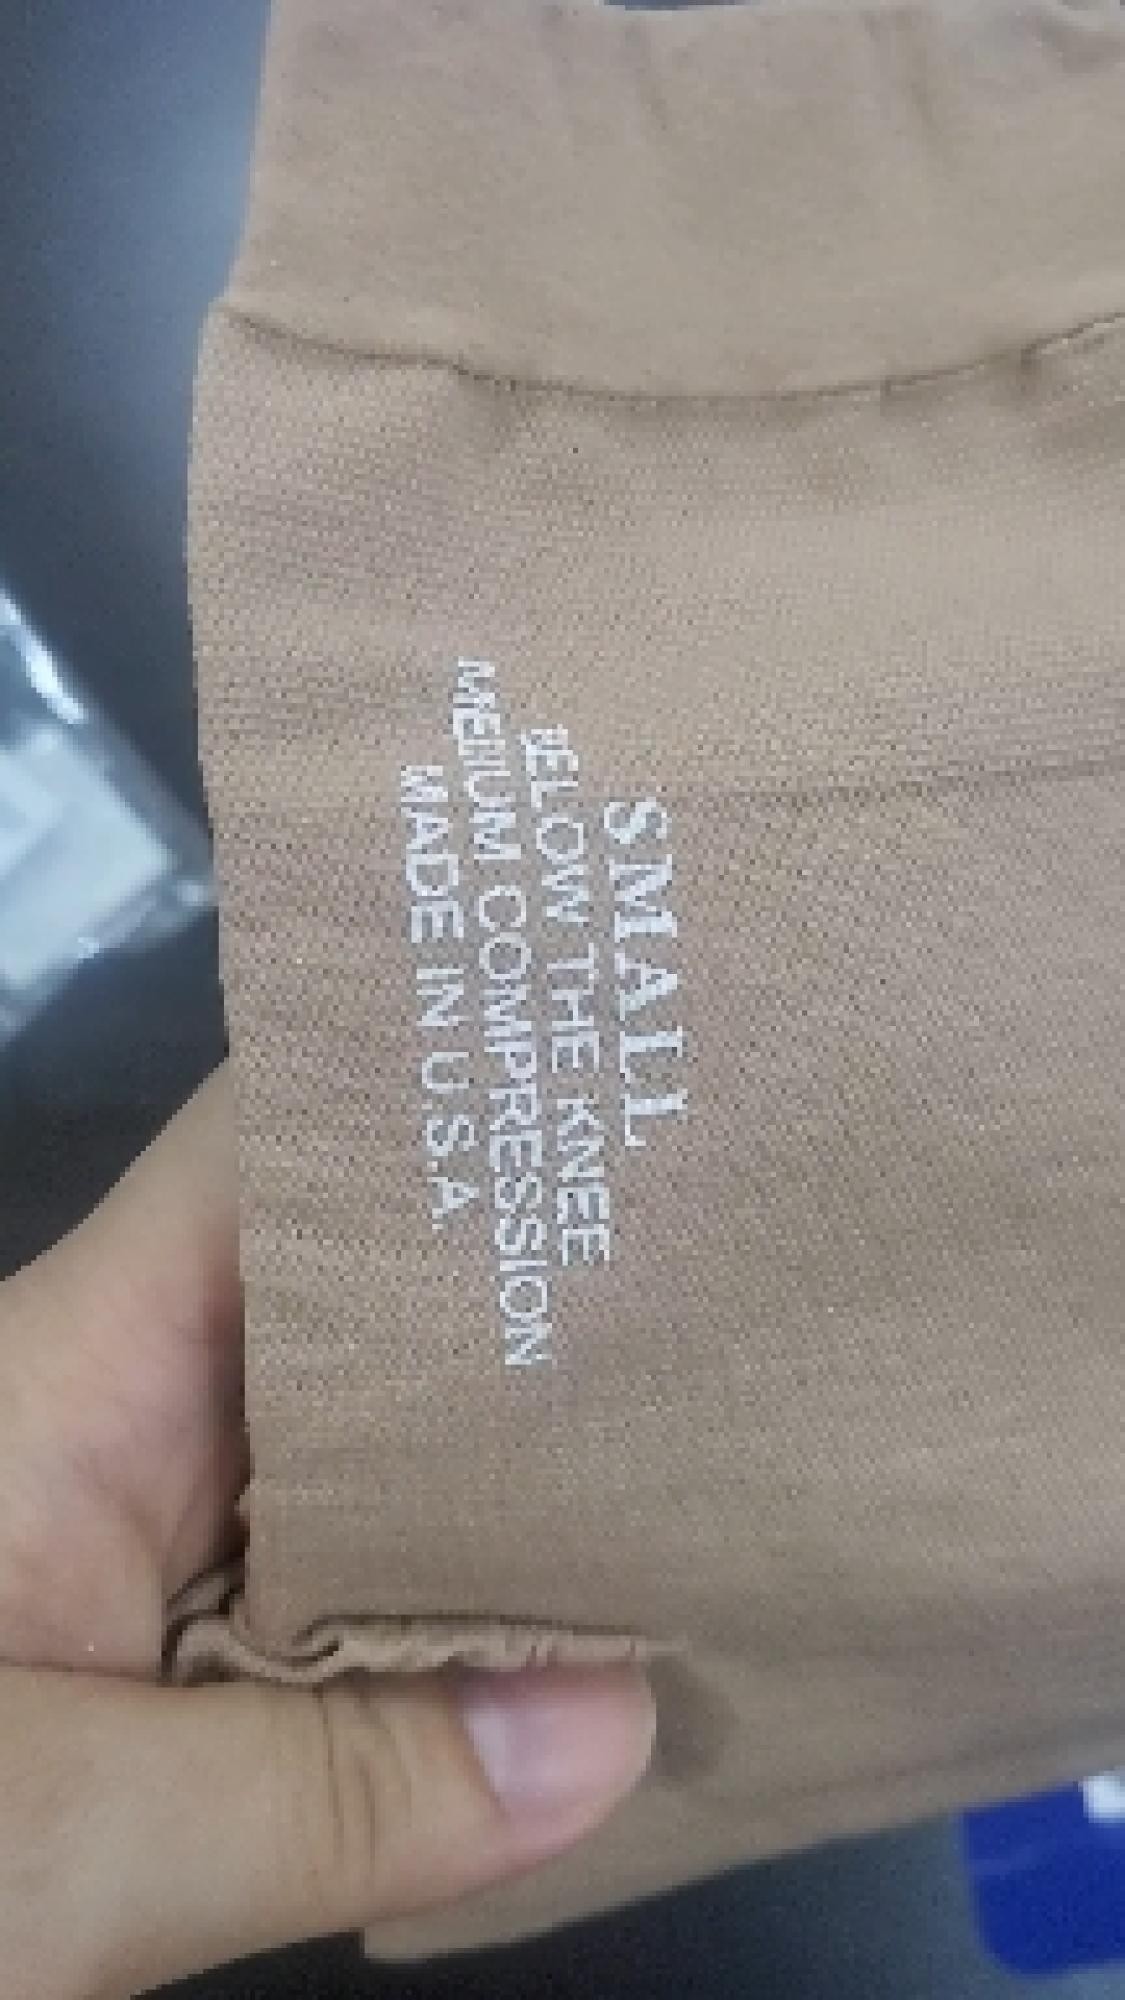 SMALL
BELOW THE KNEE
MEDIUM COMPRESSION
MADE IN U.S.A.